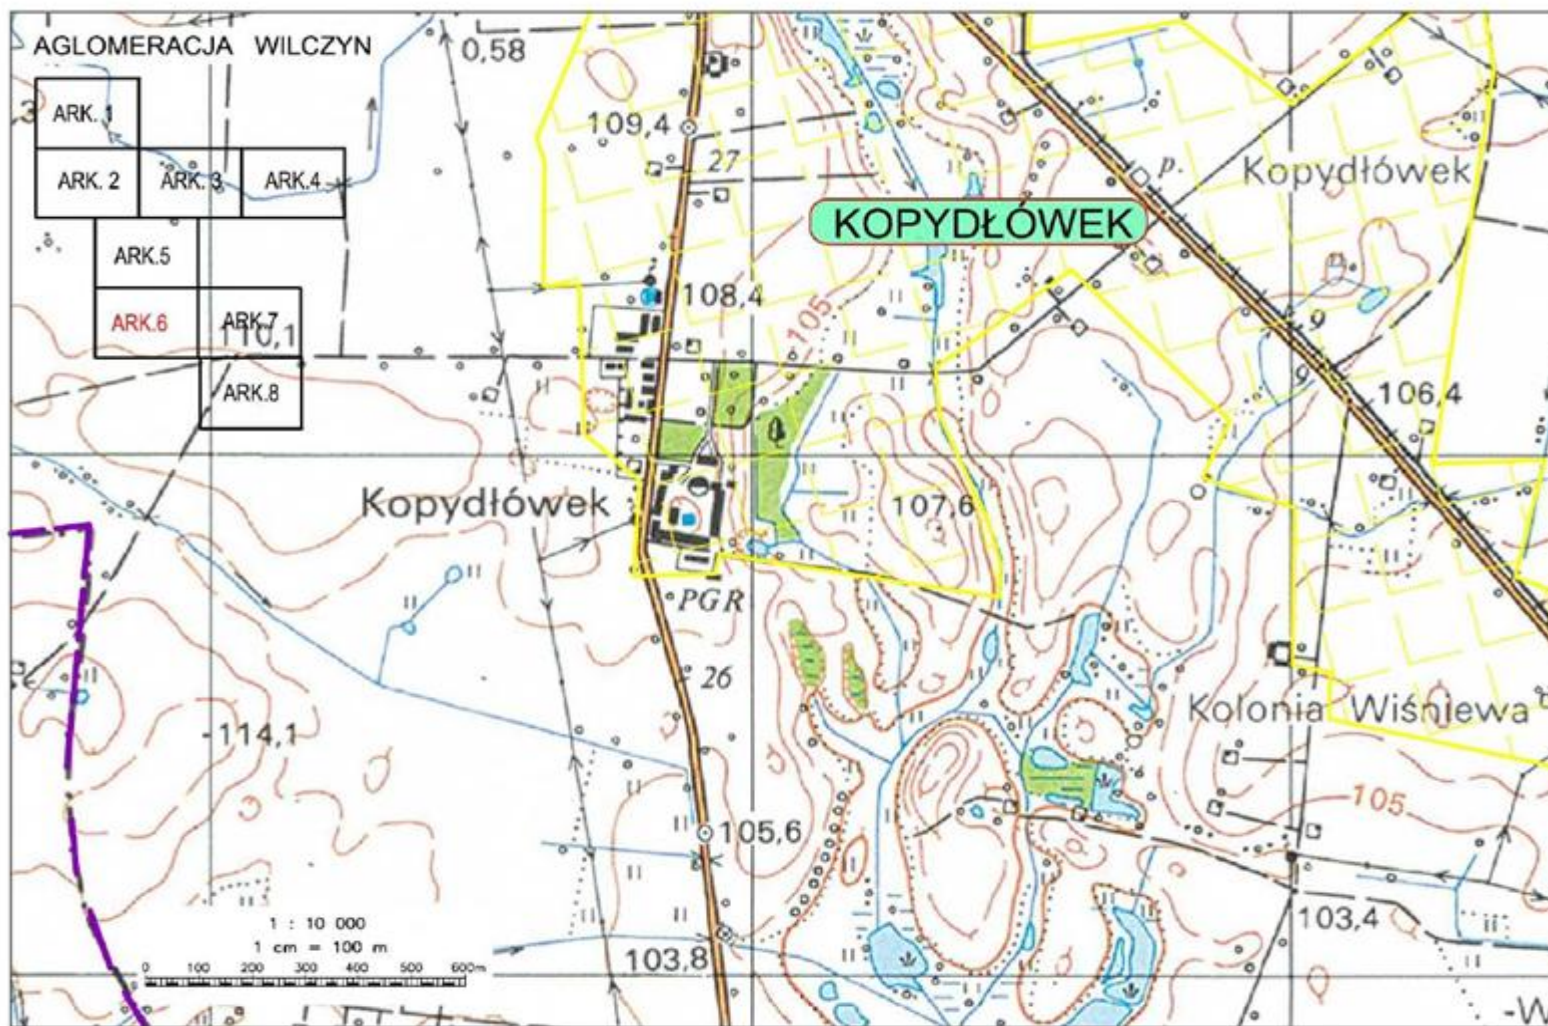 AGLOMERACJA WILCZYN
0,58
ARK. 1
109,4
27
p.
Kopydłówek
ARK. 2
ARK. 3
ARK.4
KOPYDŁÓWEK
ARK.5
108,4
105
9
ARK.6
ARK.7
110,1
9
106,4
ARK.8
Kopydłówek
107,6
PGR
26
114,1
Kolonia Wiśniewa
105
105,6
1 : 10 000
1 cm = 100 m
103,4
103,8
0 100 200 300 400 500 600m
-W